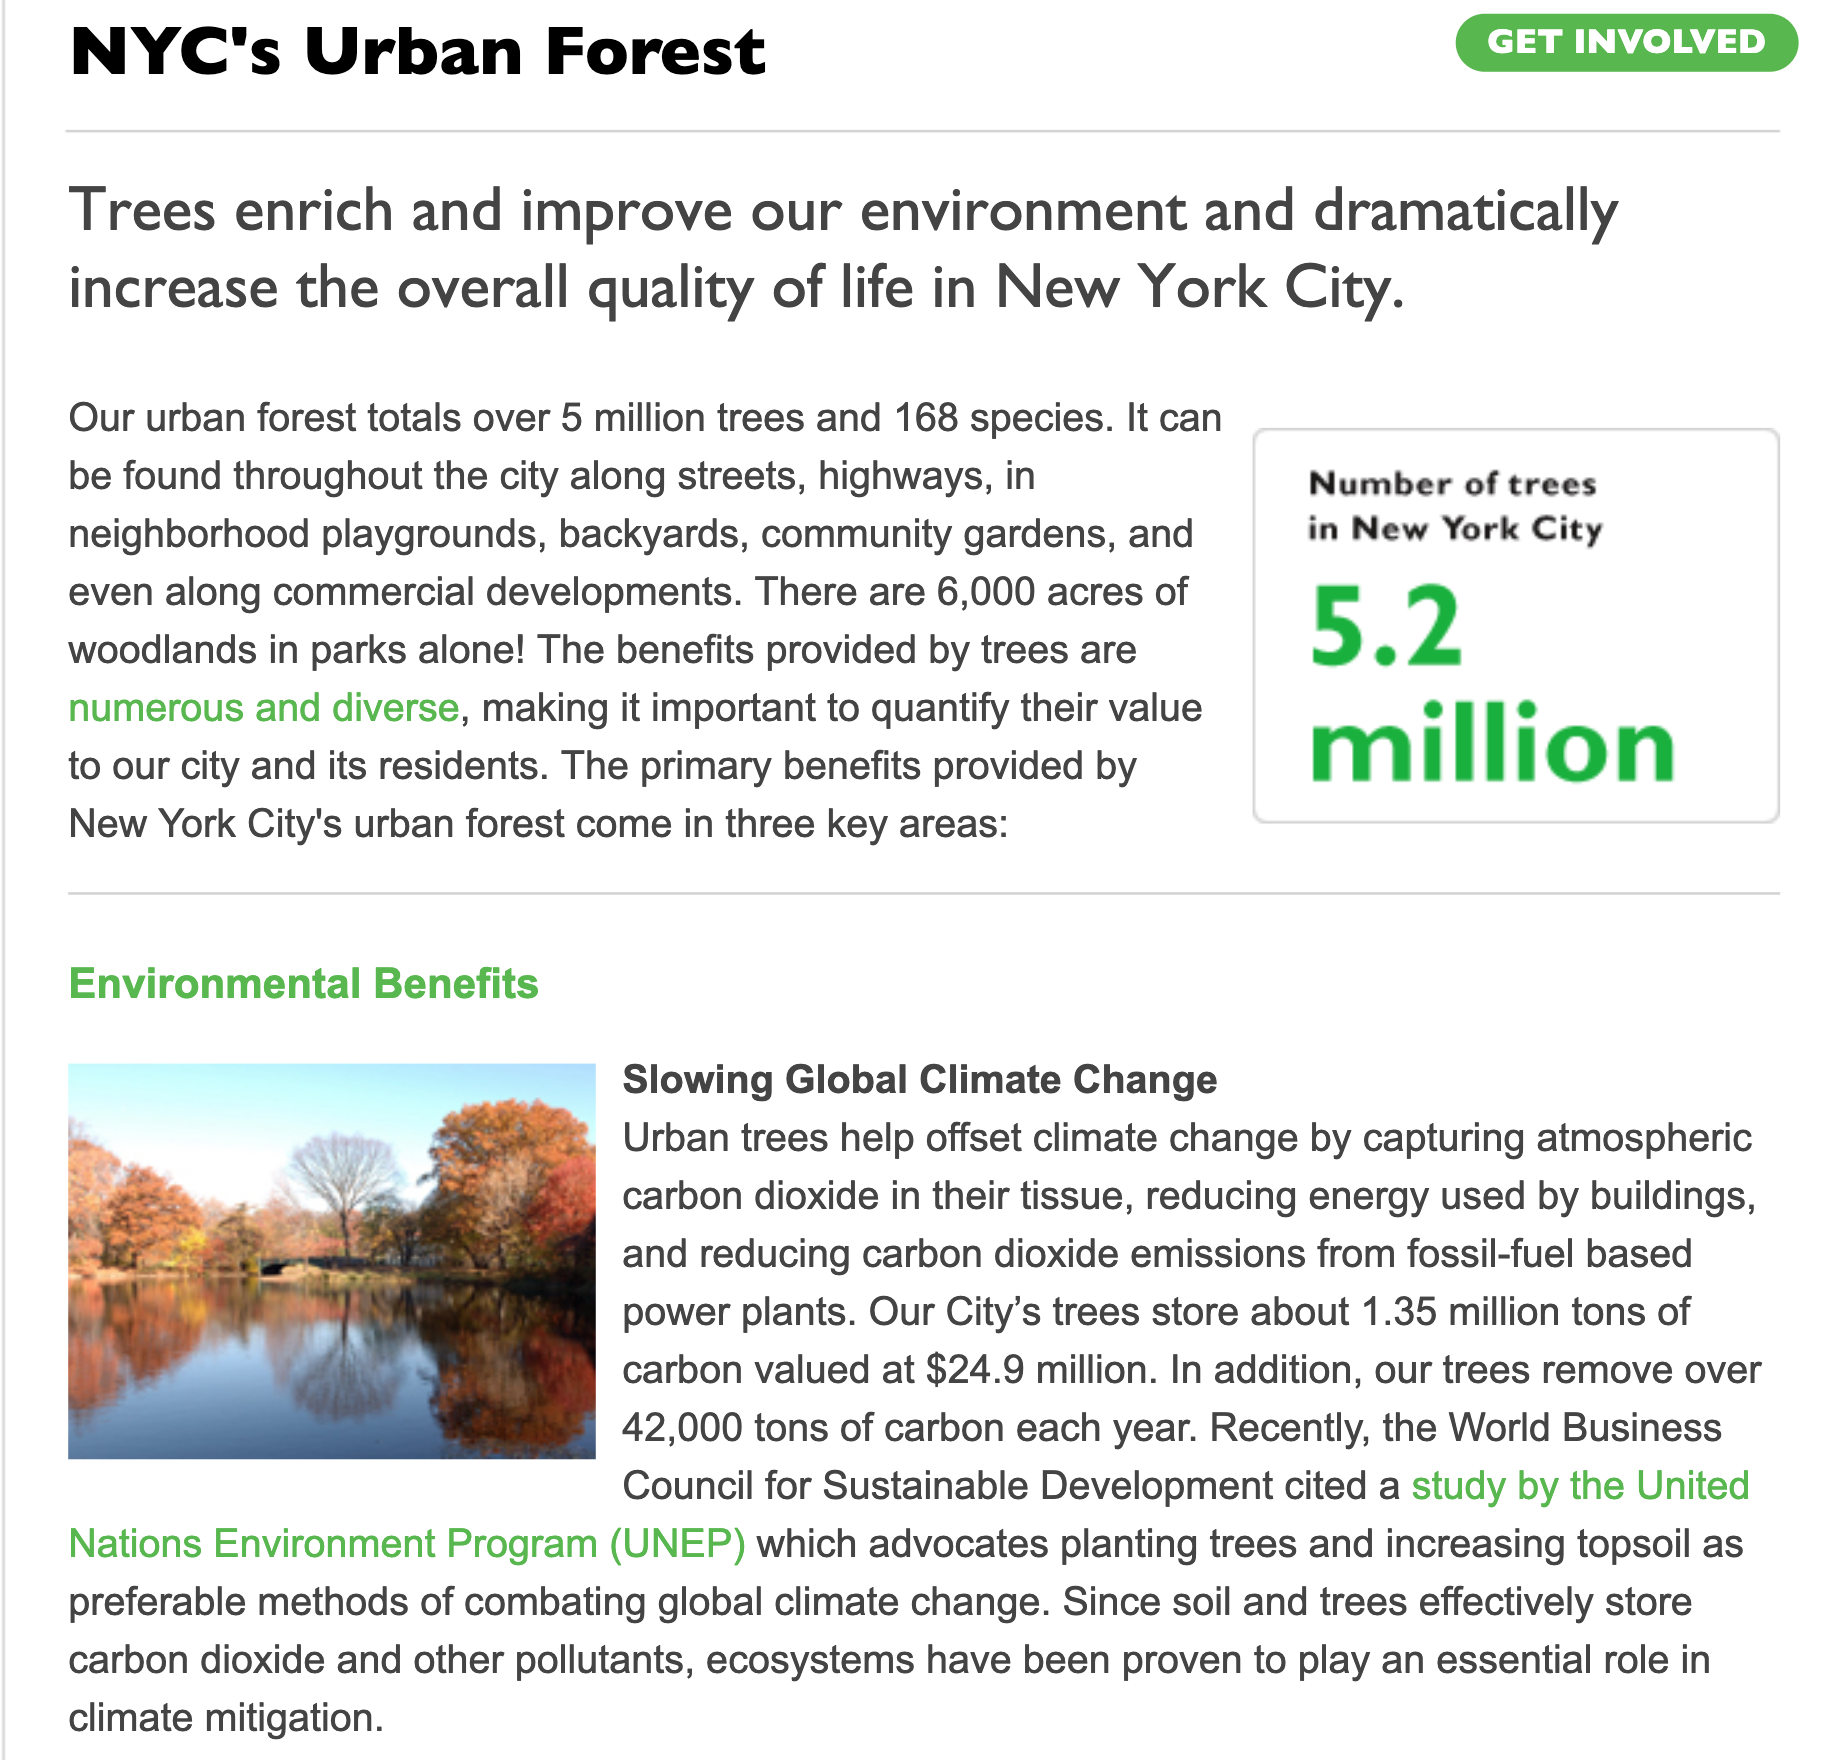 NYC's Urban Forest
GET INVOLVED
Trees enrich and improve our environment and dramatically
increase the overall quality of life in New York City.
Our urban forest totals over 5 million trees and 168 species. It can
be found throughout the city along streets, highways, in
neighborhood playgrounds, backyards, community gardens, and
even along commercial developments. There are 6,000 acres of
woodlands in parks alone! The benefits provided by trees are
numerous and diverse, making it important to quantify their value
to our city and its residents. The primary benefits provided by
New York City's urban forest come in three key areas:
Number of trees
in New York City
5.2
million
Environmental Benefits
Slowing Global Climate Change
Urban trees help offset climate change by capturing atmospheric
carbon dioxide in their tissue, reducing energy used by buildings,
and reducing carbon dioxide emissions from fossil-fuel based
power plants. Our City’s trees store about 1.35 million tons of
carbon valued at $24.9 million. In addition, our trees remove over
42,000 tons of carbon each year. Recently, the World Business
Council for Sustainable Development cited a study by the United
Nations Environment Program (UNEP) which advocates planting trees and increasing topsoil as
preferable methods of combating global climate change. Since soil and trees effectively store
carbon dioxide and other pollutants, ecosystems have been proven to play an essential role in
climate mitigation.